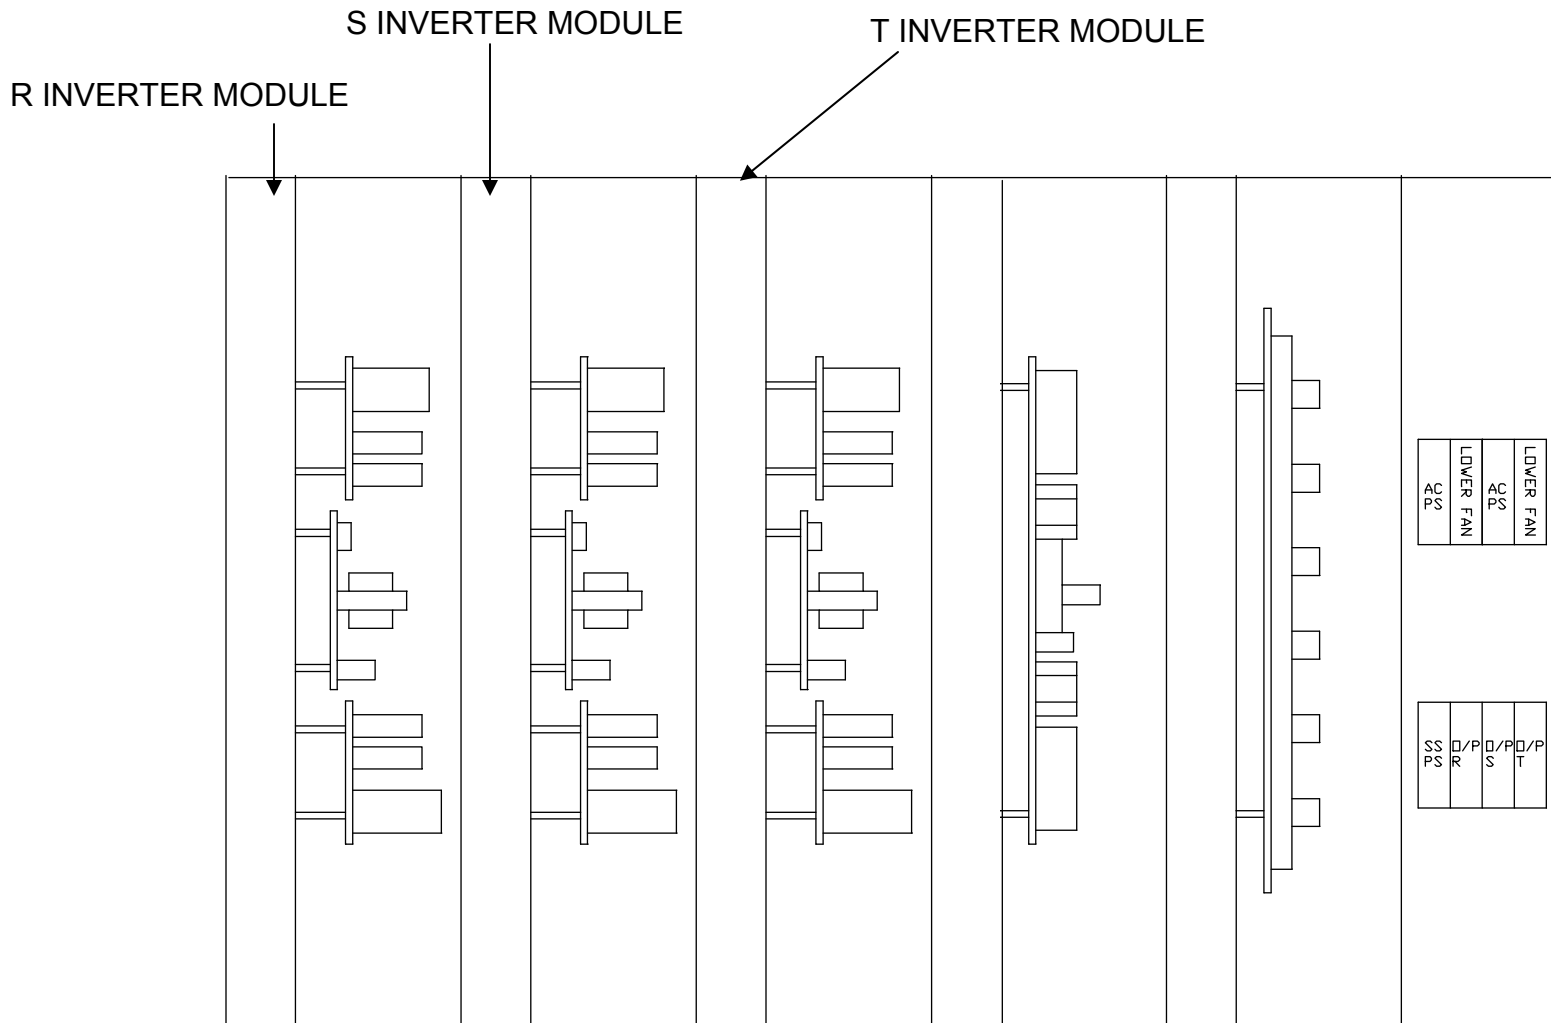 S INVERTER MODULE
T INVERTER MODULE
R INVERTER MODULE
AC
PS
LOWER FAN
AC
PS
LOWER FAN
SS
PS
O/P
R
O/P
S
O/P
T